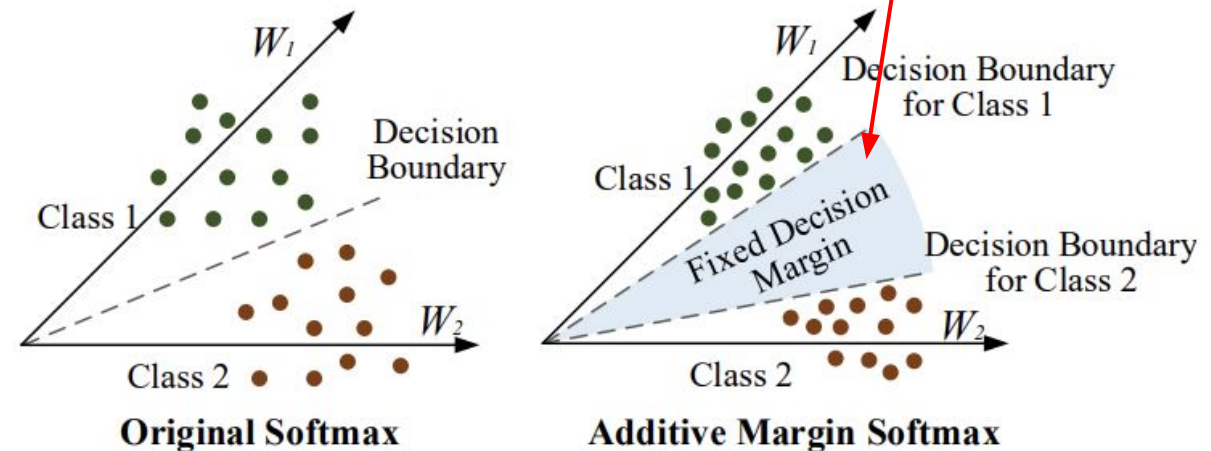 W1
Decision
Boundary
Class 1
W2
Class 2
Original Softmax
W1
Decision Boundary
for Class 1
Class 1
Fixed Decision
Margin
Decision Boundary
for Class 2
W2
Class 2
Additive Margin Softmax